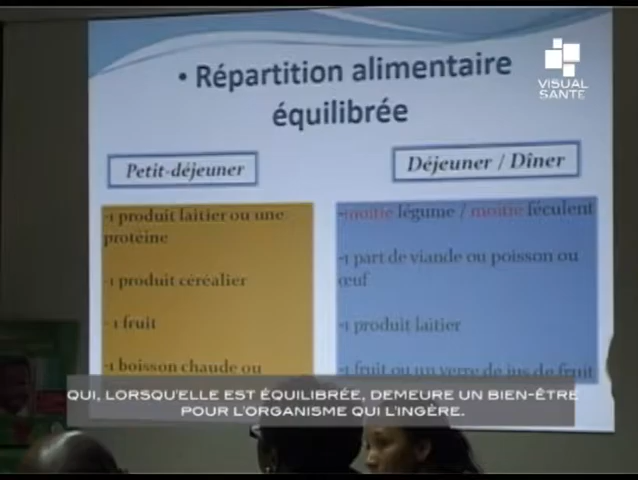 VISUAL
SANTE
• Répartition alimentaire
équilibrée
Petit-déjeuner
-1 produit laitier ou une
protéine
-1 produit céréalier
-1 fruit
-1 boisson chaude ou
Déjeuner / Dîner
-moitié légume / moitié féculent
-1 part de viande ou poisson ou
œuf
-1 produit laitier
-1 fruit ou un verre de jus de fruit
QUI, LORSQU'ELLE EST ÉQUILIBRÉE, DEMEURE UN BIEN-ÊTRE
POUR L'ORGANISME QUI L'INGÈRE.